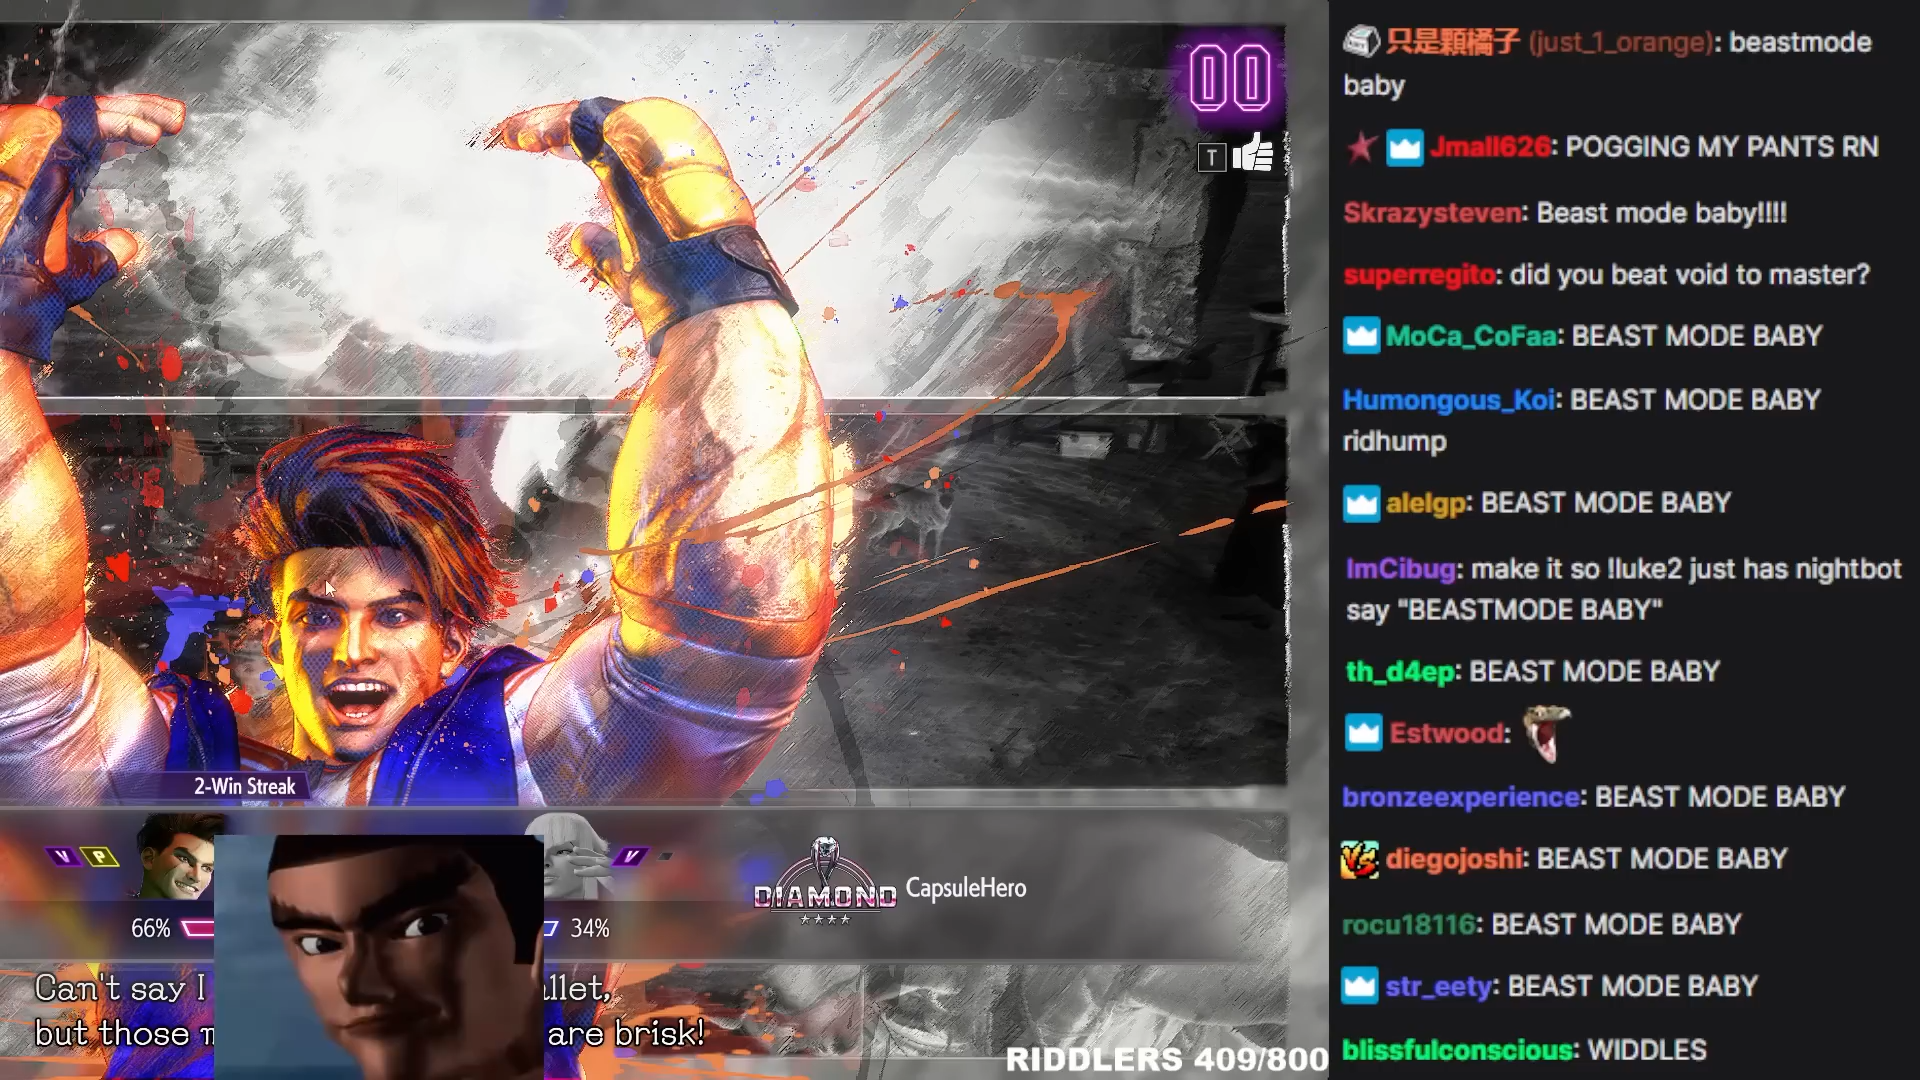 00
T
2-Win Streak
V P
V
66%
34%
DIAMOND
CapsuleHero
Can't say I
llet,
but those
are brisk!
RIDDLERS 409/800
只是顆橘子 (just_1_orange): beastmode
baby
Jmall626: POGGING MY PANTS RN
Skrazysteven: Beast mode baby!!!!
superregito: did you beat void to master?
MoCa_CoFaa: BEAST MODE BABY
Humongous_Koi: BEAST MODE BABY
ridhump
alelgp: BEAST MODE BABY
ImCibug: make it so !luke2 just has nightbot
say "BEASTMODE BABY"
th_d4ep: BEAST MODE BABY
Estwood:
bronzeexperience: BEAST MODE BABY
VS
diegojoshi: BEAST MODE BABY
rocu18116: BEAST MODE BABY
str_eety: BEAST MODE BABY
blissfulconscious: WIDDLES